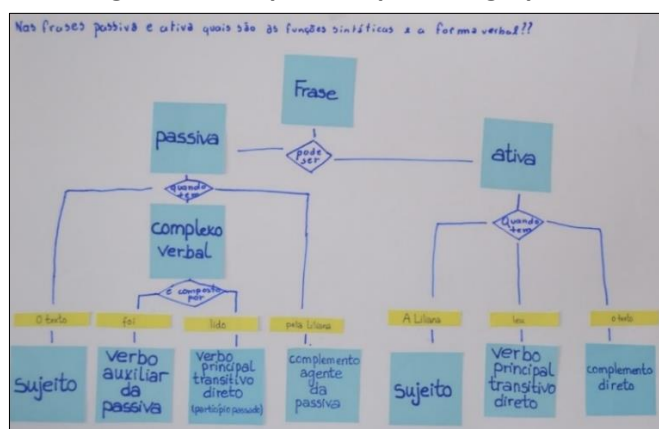 Nas frases passiva e ativa quais são as funções sintáticas e a forma verbal??
Frase
pode
ser
passiva
ativa
quando
tem
Quando
tem
complexo
verbal
é composto
por
O texto
foi
lido
pela Liliana
A Liliana
leu
o texto
sujeito
verbo
auxiliar
da
passiva
verbo
principal
transitivo
direto
(particípio passado)
complemento
agente
da
passiva
sujeito
verbo
principal
transitivo
direto
complemento
direto